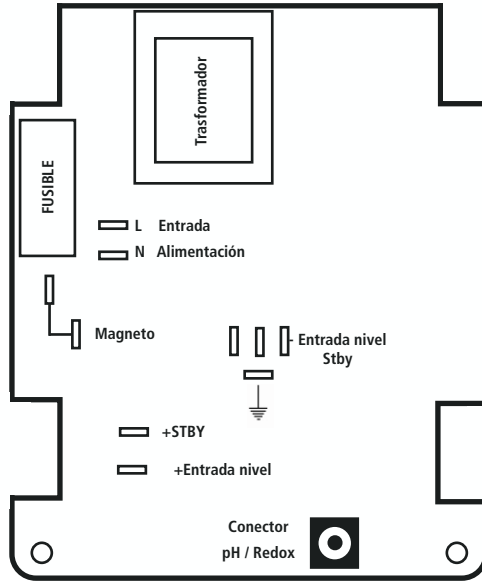 Trasformador
FUSIBLE
L Entrada
N Alimentación
Magneto
Entrada nivel
Stby
+STBY
+Entrada nivel
Conector
pH / Redox